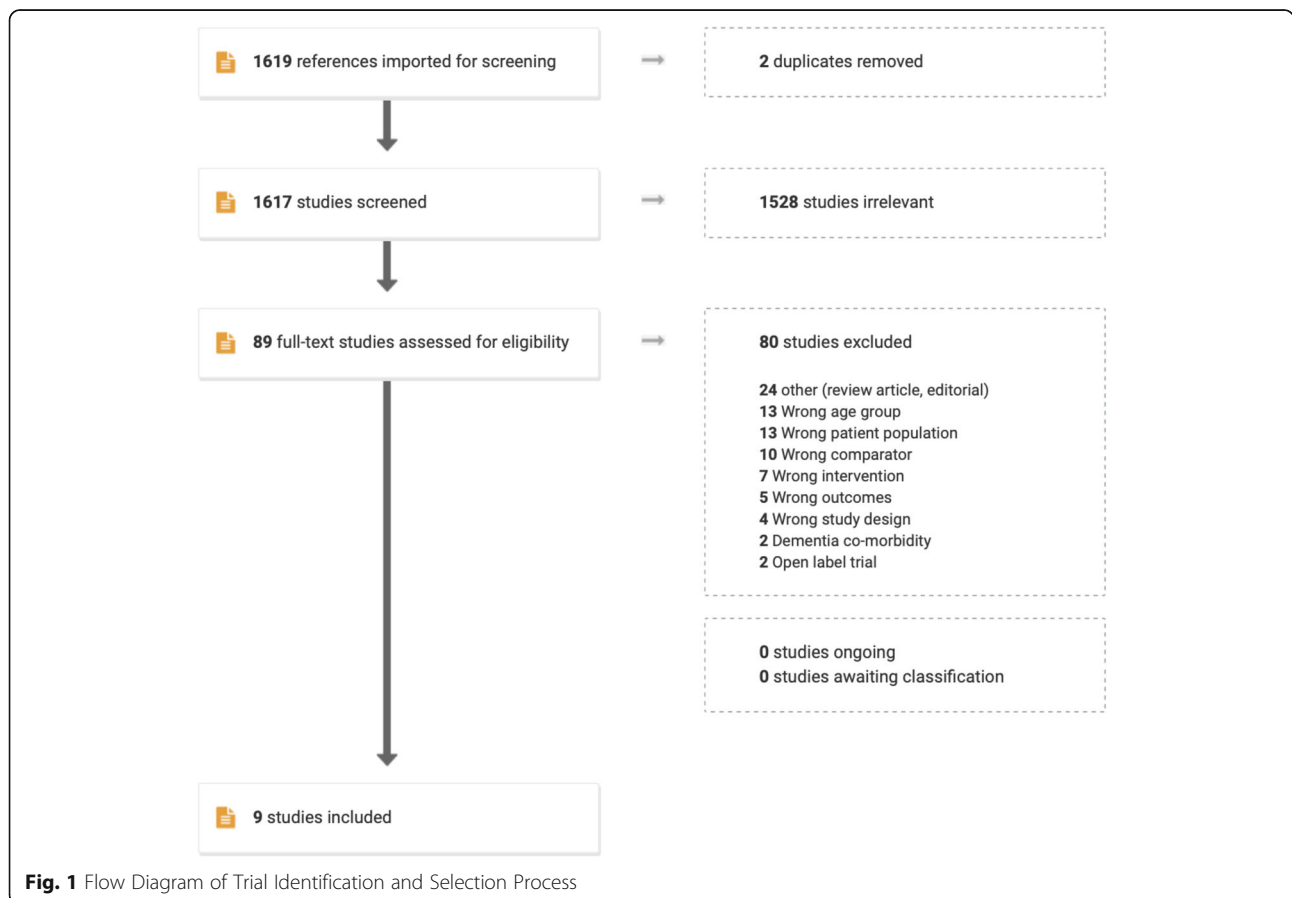 1619 references imported for screening
2 duplicates removed
1617 studies screened
1528 studies irrelevant
89 full-text studies assessed for eligibility
80 studies excluded
24 other (review article, editorial)
13 Wrong age group
13 Wrong patient population
10 Wrong comparator
7 Wrong intervention
5 Wrong outcomes
4 Wrong study design
2 Dementia co-morbidity
2 Open label trial
0 studies ongoing
0 studies awaiting classification
9 studies included
Fig. 1 Flow Diagram of Trial Identification and Selection Process